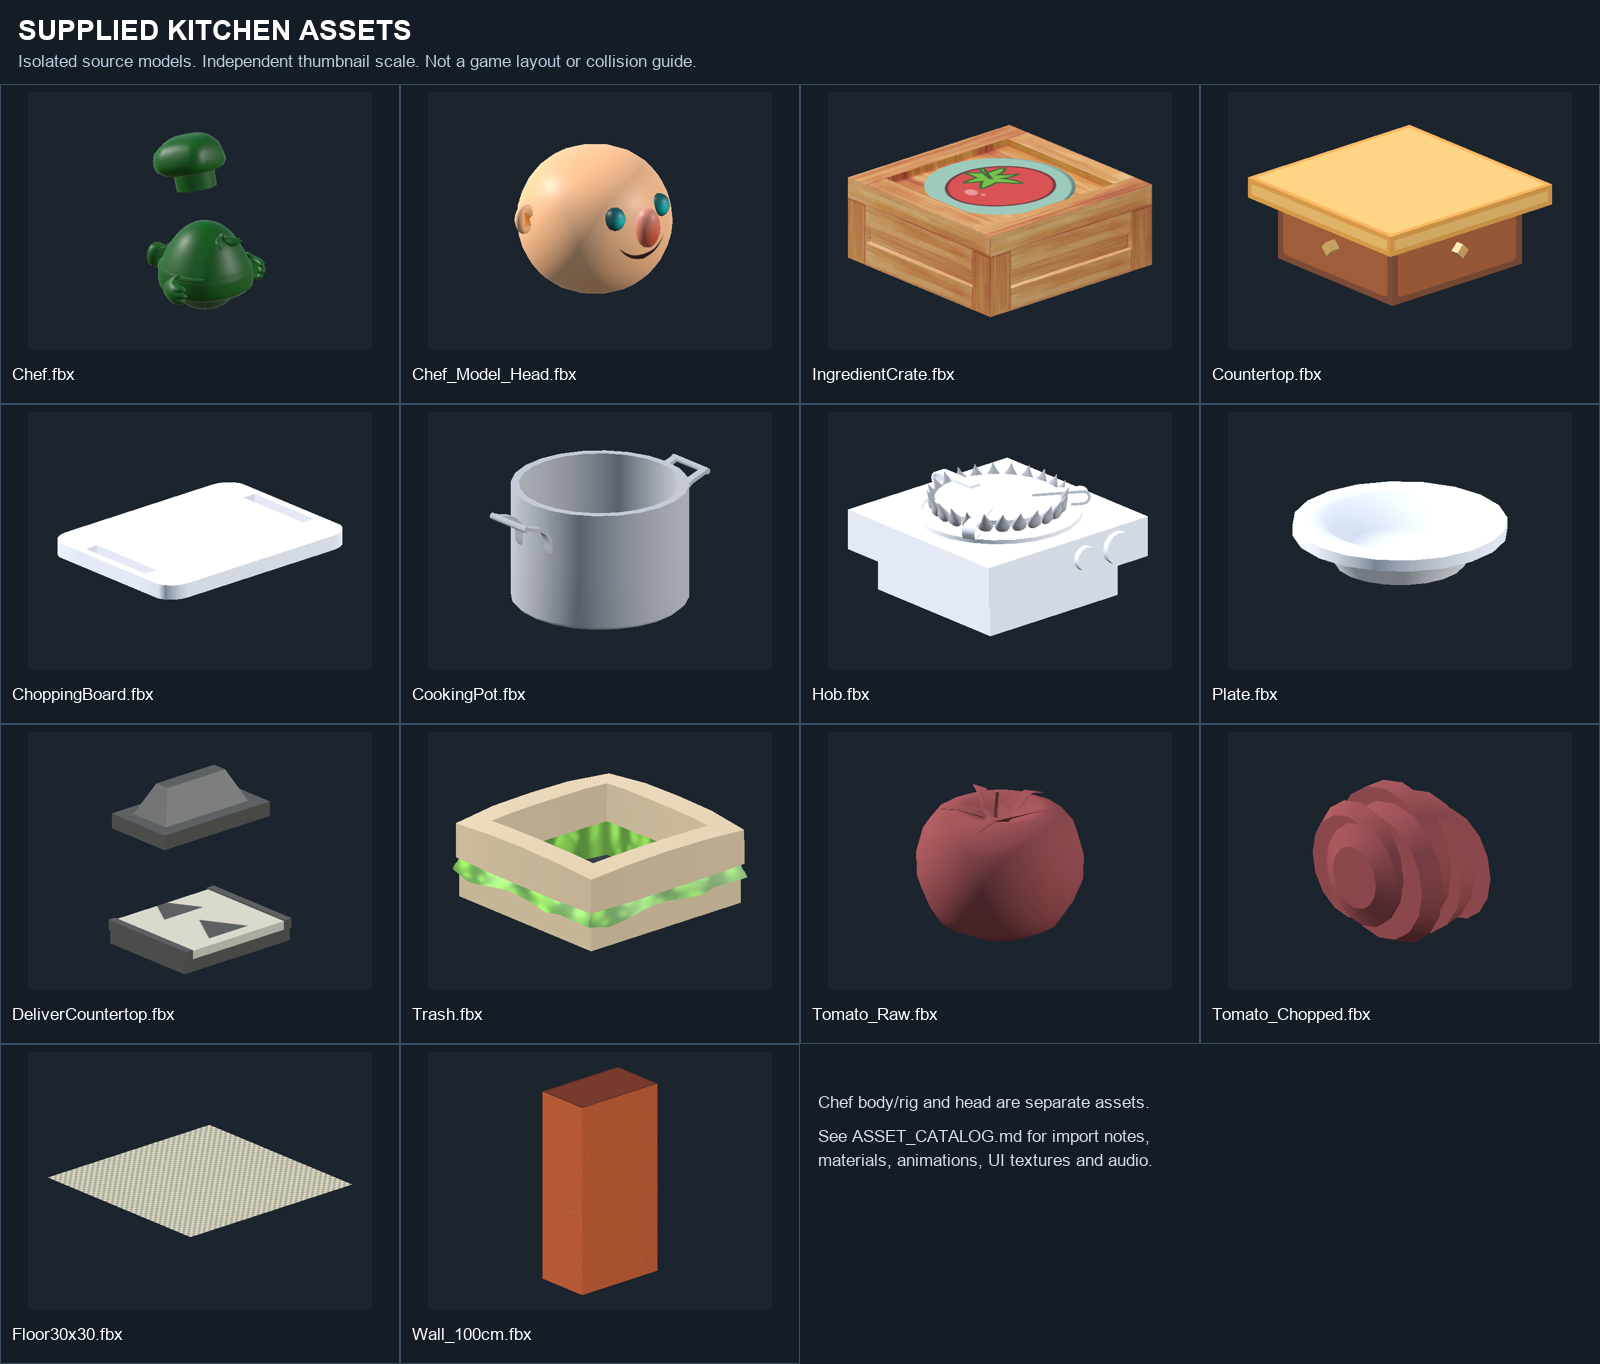 SUPPLIED KITCHEN ASSETS
Isolated source models. Independent thumbnail scale. Not a game layout or collision guide.
Chef.fbx
Chef_Model_Head.fbx
IngredientCrate.fbx
Countertop.fbx
ChoppingBoard.fbx
CookingPot.fbx
Hob.fbx
Plate.fbx
DeliverCountertop.fbx
Trash.fbx
Tomato_Raw.fbx
Tomato_Chopped.fbx
Floor30x30.fbx
Wall_100cm.fbx
Chef body/rig and head are separate assets.
See ASSET_CATALOG.md for import notes,
materials, animations, UI textures and audio.